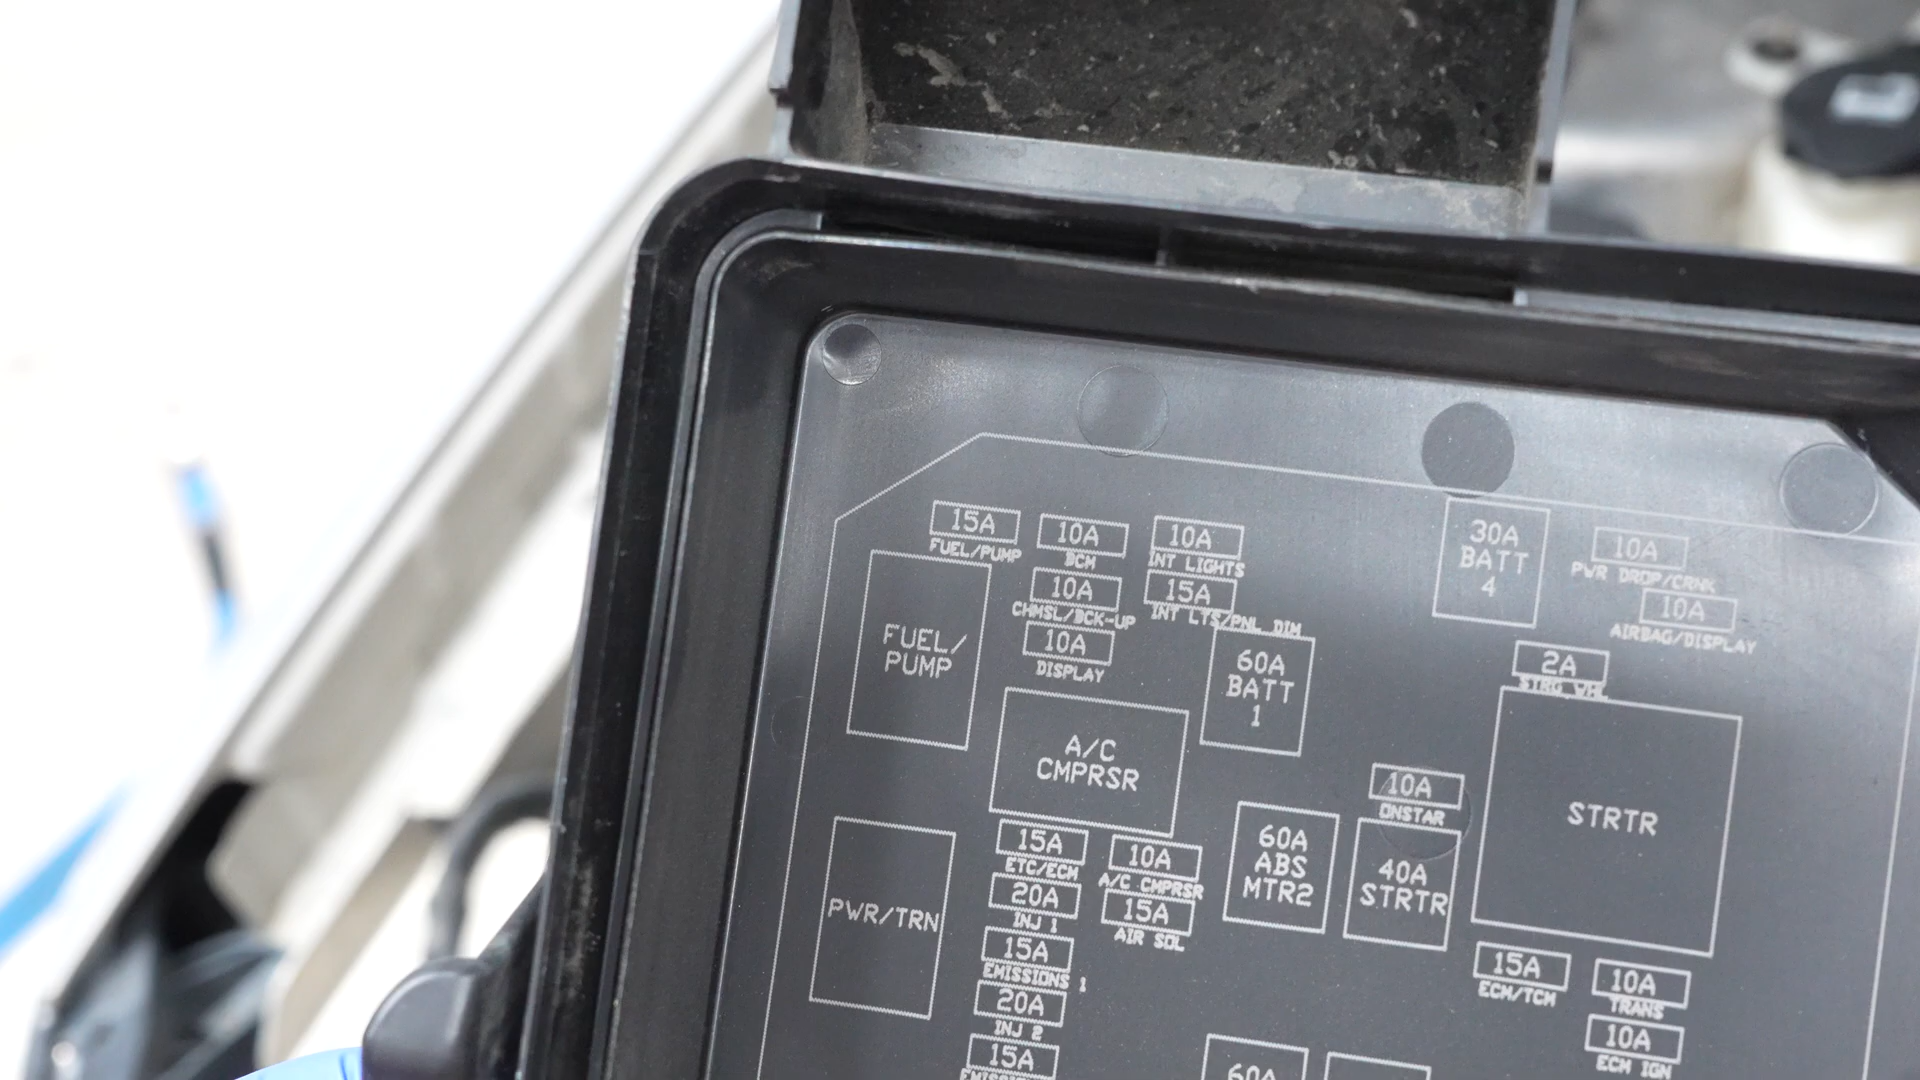 15A
FUEL/PUMP
10A
BCM
10A
INT LIGHTS
30A
BATT
4
10A
PWR DROP/CRNK
10A
CHMSL/BCK-UP
15A
INT LTS/PNL DIM
10A
AIRBAG/DISPLAY
FUEL/
PUMP
10A
DISPLAY
60A
BATT
1
2A
STRG WHL
A/C
CMPRSR
10A
ONSTAR
STRTR
15A
ETC/ECM
10A
A/C CMPRSR
60A
ABS
MTR2
40A
STRTR
PWR/TRN
20A
INJ 1
15A
AIR SOL
15A
EMISSIONS 1
15A
ECM/TCM
10A
TRANS
20A
INJ 2
10A
ECM IGN
15A
60A